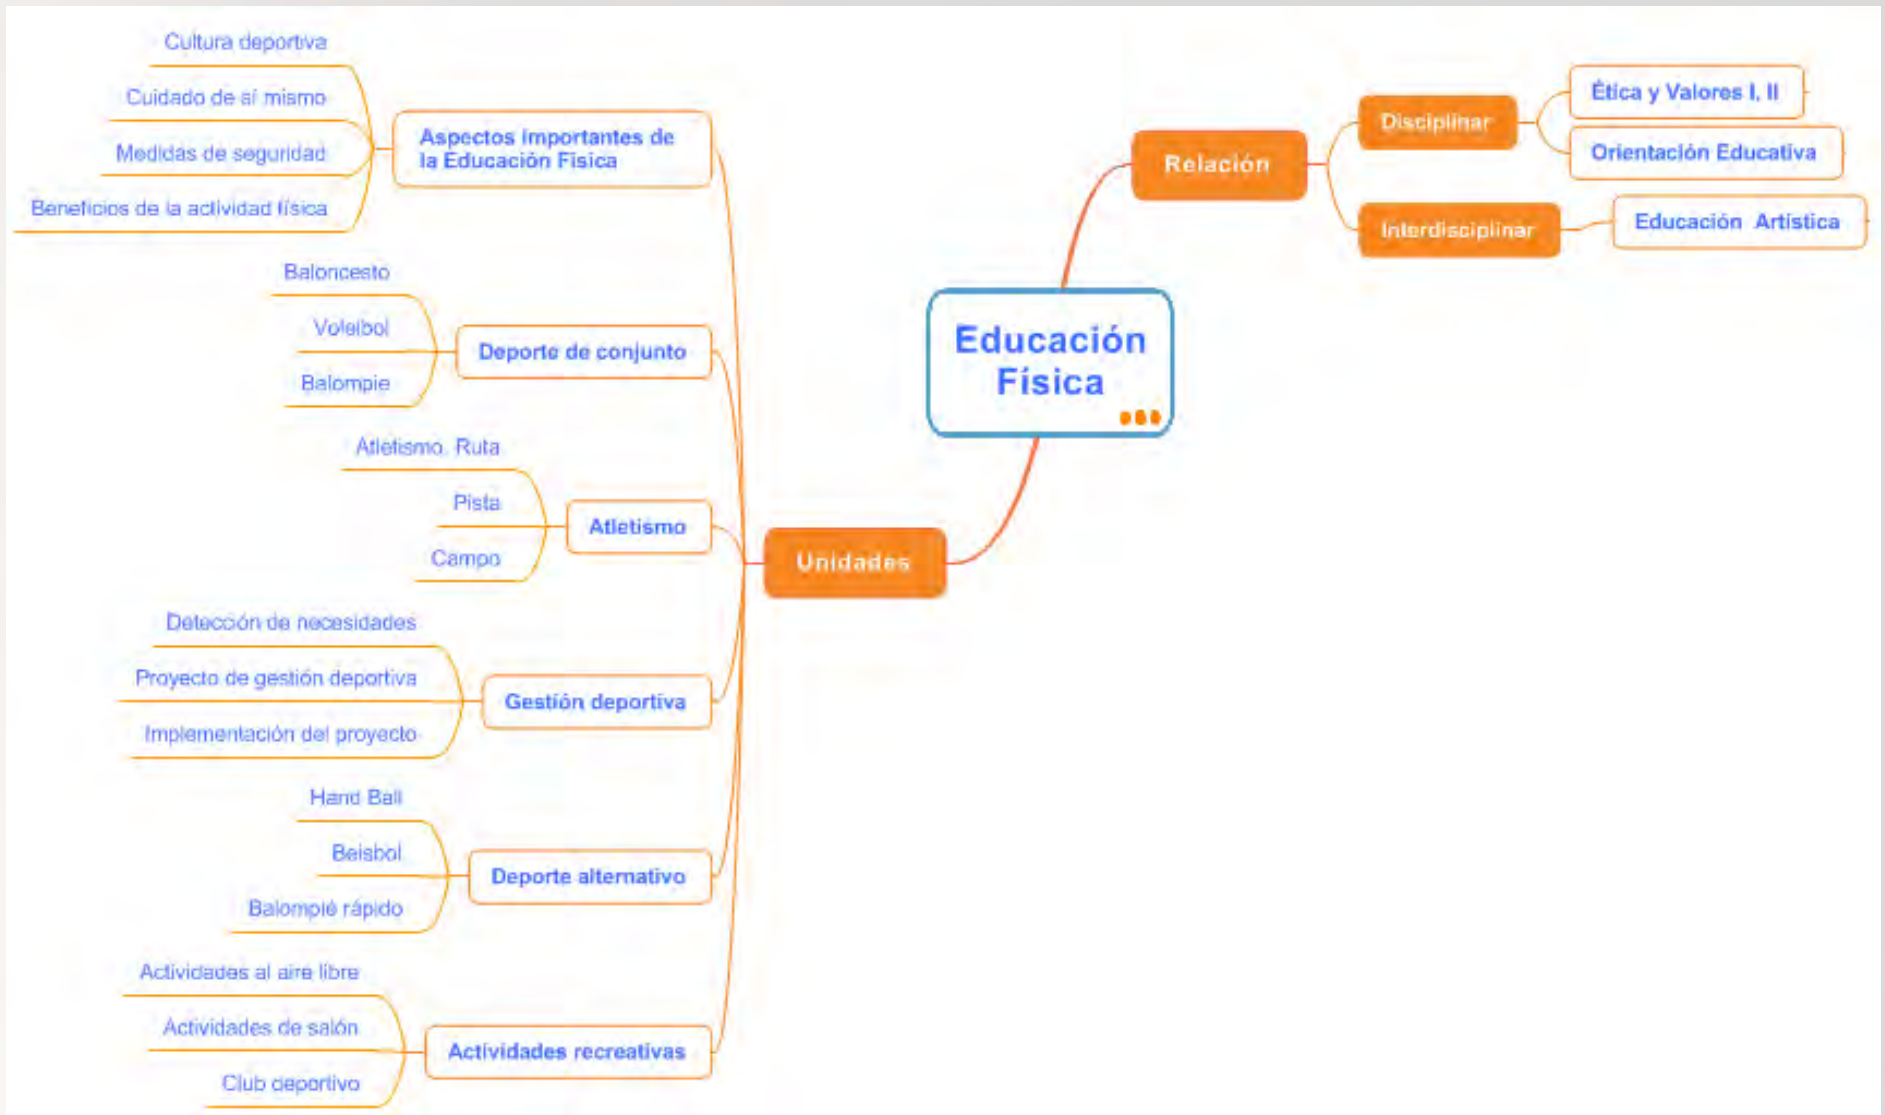 Educación
Física
Relación
Disciplinar
Ética y Valores I, II
Orientación Educativa
Interdisciplinar
Educación Artística
Unidades
Aspectos importantes de
la Educación Física
Cultura deportiva
Cuidado de sí mismo
Medidas de seguridad
Beneficios de la actividad física
Deporte de conjunto
Baloncesto
Voleibol
Balompie
Atletismo
Atletismo. Ruta
Pista
Campo
Gestión deportiva
Detección de necesidades
Proyecto de gestión deportiva
Implementación del proyecto
Deporte alternativo
Hand Ball
Beisbol
Balompié rápido
Actividades recreativas
Actividades al aire libre
Actividades de salón
Club deportivo